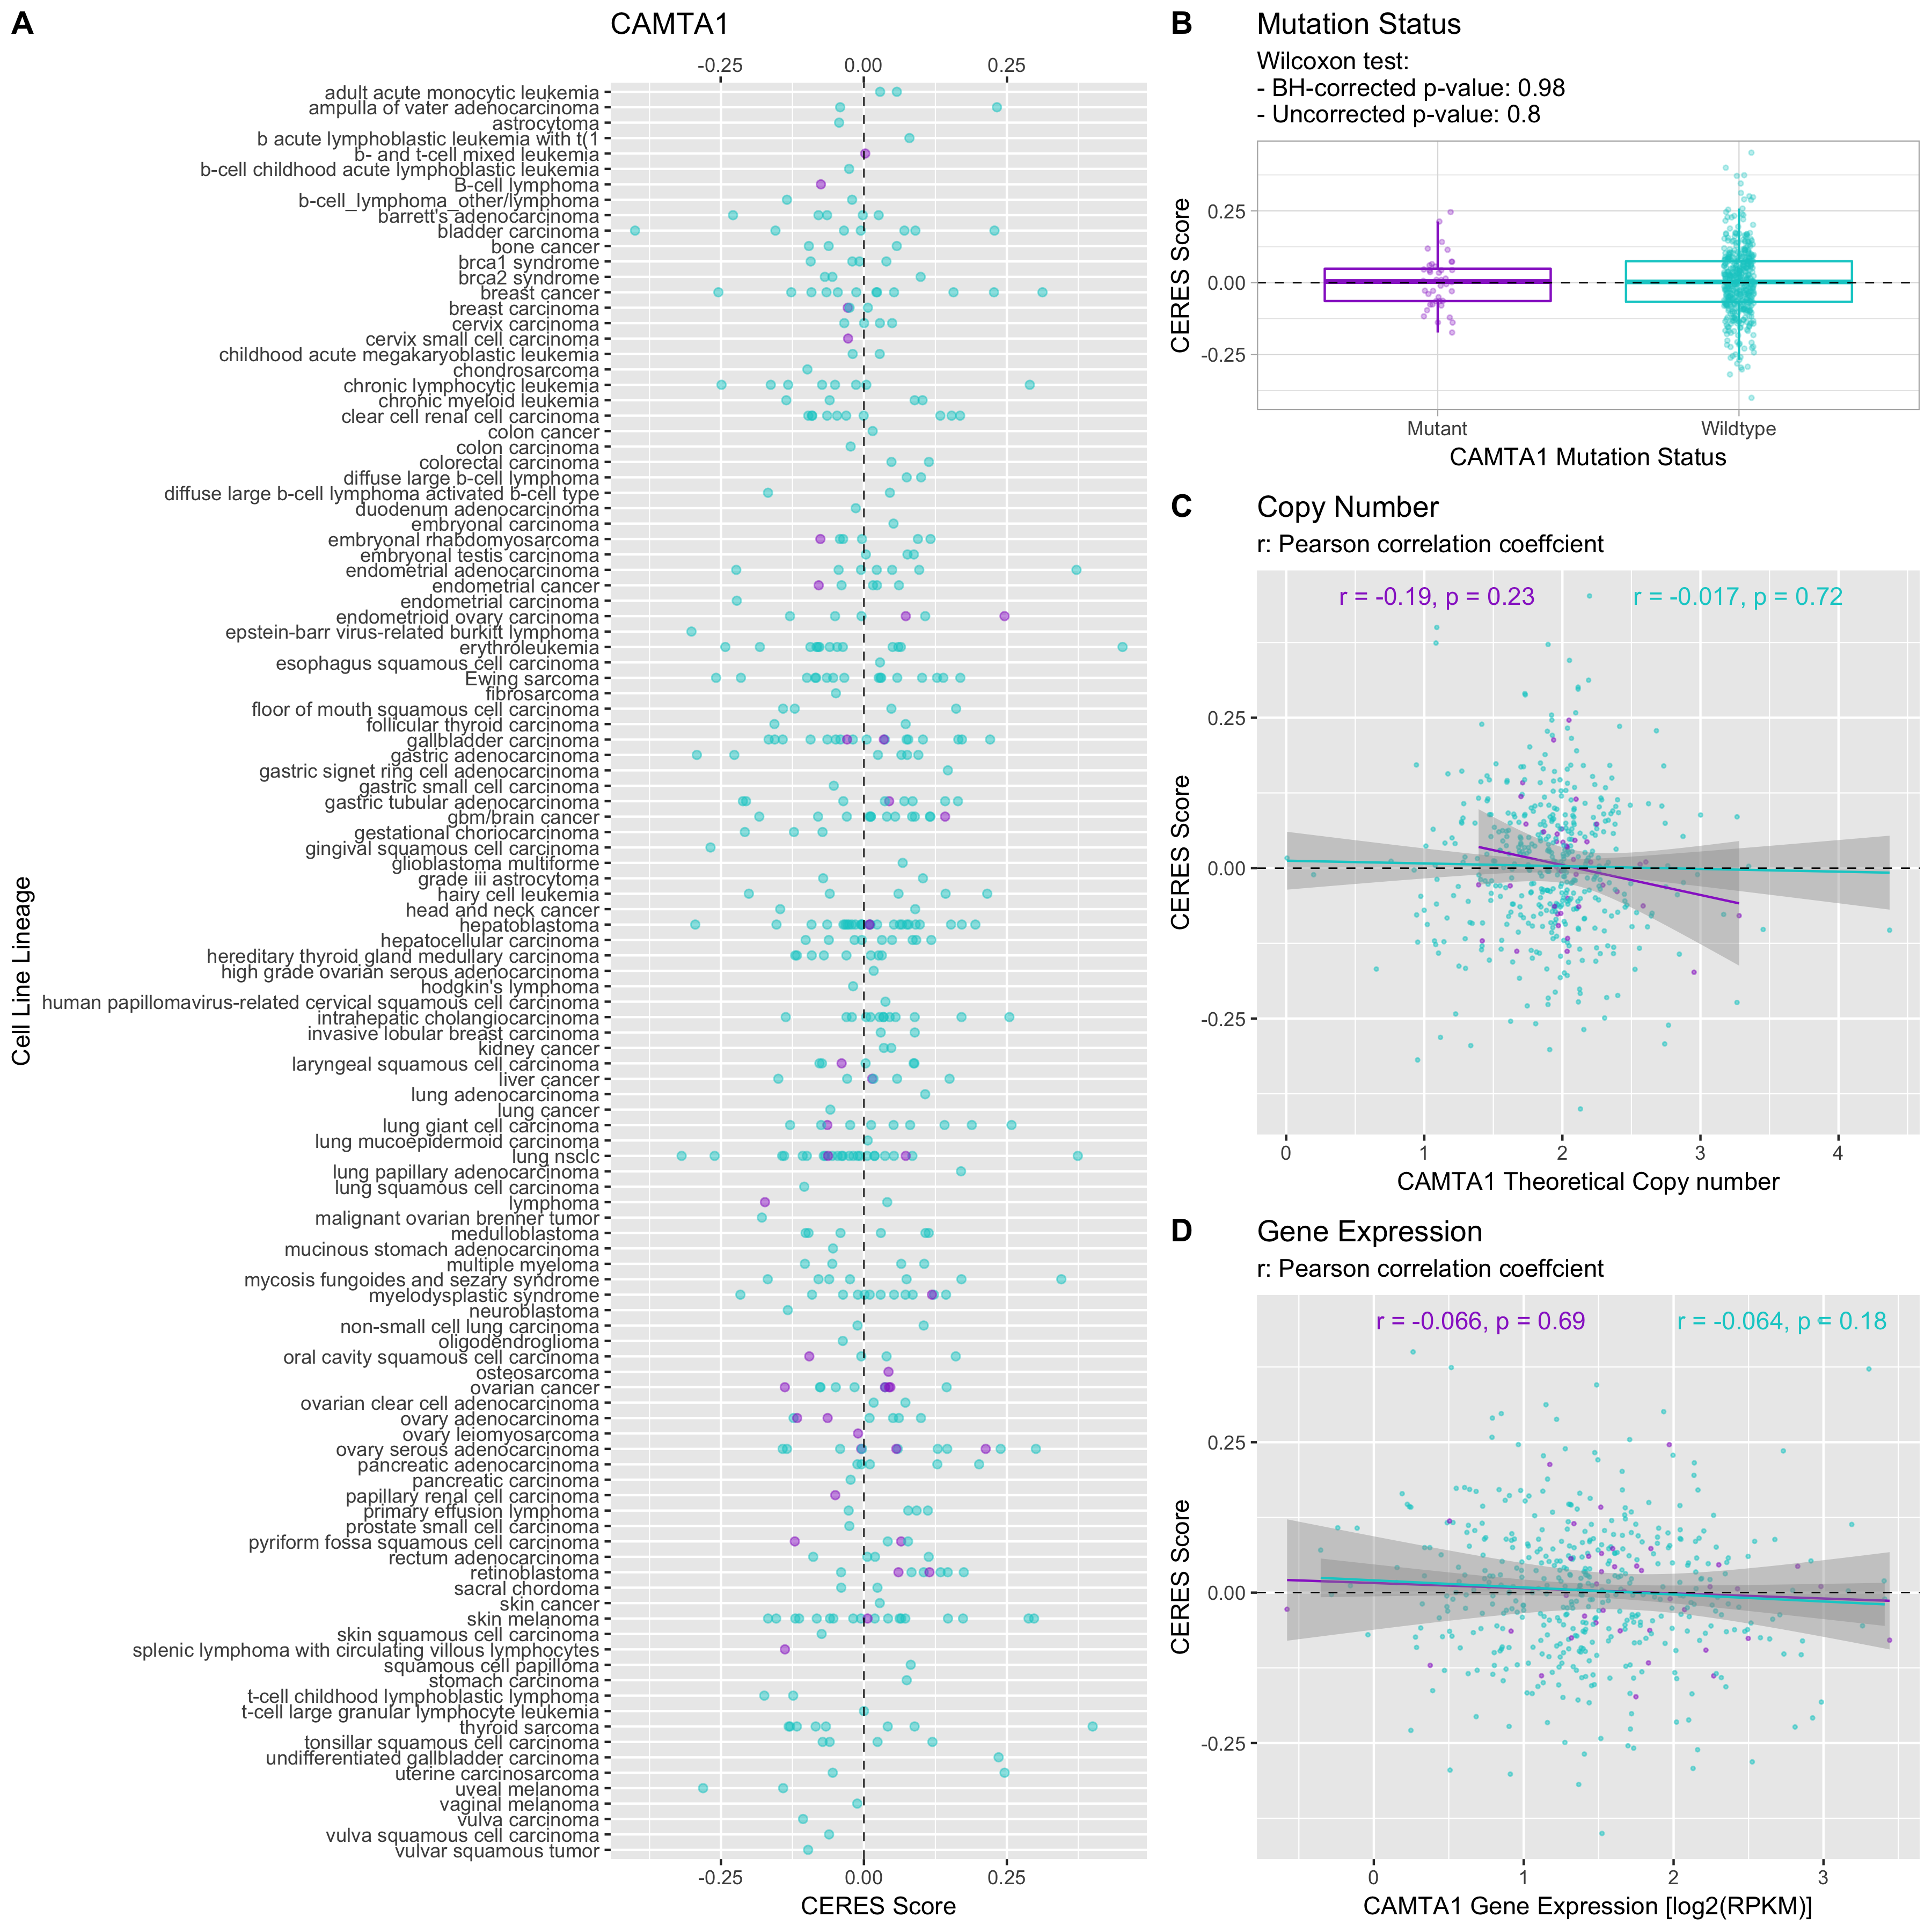 A
CAMTA1
-0.25 0.00 0.25
adult acute monocytic leukemia
ampulla of vater adenocarcinoma
astrocytoma
b acute lymphoblastic leukemia with t(1
b- and t-cell mixed leukemia
b-cell childhood acute lymphoblastic leukemia
B-cell lymphoma
b-cell_lymphoma_other/lymphoma
barrett's adenocarcinoma
bladder carcinoma
bone cancer
brca1 syndrome
brca2 syndrome
breast cancer
breast carcinoma
cervix carcinoma
cervix small cell carcinoma
childhood acute megakaryoblastic leukemia
chondrosarcoma
chronic lymphocytic leukemia
chronic myeloid leukemia
clear cell renal cell carcinoma
colon cancer
colon carcinoma
colorectal carcinoma
diffuse large b-cell lymphoma
diffuse large b-cell lymphoma activated b-cell type
duodenum adenocarcinoma
embryonal carcinoma
embryonal rhabdomyosarcoma
embryonal testis carcinoma
endometrial adenocarcinoma
endometrial cancer
endometrial carcinoma
endometrioid ovary carcinoma
epstein-barr virus-related burkitt lymphoma
erythroleukemia
esophagus squamous cell carcinoma
Ewing sarcoma
fibrosarcoma
floor of mouth squamous cell carcinoma
follicular thyroid carcinoma
gallbladder carcinoma
gastric adenocarcinoma
gastric signet ring cell adenocarcinoma
gastric small cell carcinoma
gastric tubular adenocarcinoma
gbm/brain cancer
gestational choriocarcinoma
gingival squamous cell carcinoma
glioblastoma multiforme
grade iii astrocytoma
hairy cell leukemia
head and neck cancer
hepatoblastoma
hepatocellular carcinoma
hereditary thyroid gland medullary carcinoma
high grade ovarian serous adenocarcinoma
hodgkin's lymphoma
human papillomavirus-related cervical squamous cell carcinoma
intrahepatic cholangiocarcinoma
invasive lobular breast carcinoma
kidney cancer
laryngeal squamous cell carcinoma
liver cancer
lung adenocarcinoma
lung cancer
lung giant cell carcinoma
lung mucoepidermoid carcinoma
lung nsclc
lung papillary adenocarcinoma
lung squamous cell carcinoma
lymphoma
malignant ovarian brenner tumor
medulloblastoma
mucinous stomach adenocarcinoma
multiple myeloma
mycosis fungoides and sezary syndrome
myelodysplastic syndrome
neuroblastoma
non-small cell lung carcinoma
oligodendroglioma
oral cavity squamous cell carcinoma
osteosarcoma
ovarian cancer
ovarian clear cell adenocarcinoma
ovary adenocarcinoma
ovary leiomyosarcoma
ovary serous adenocarcinoma
pancreatic adenocarcinoma
pancreatic carcinoma
papillary renal cell carcinoma
primary effusion lymphoma
prostate small cell carcinoma
pyriform fossa squamous cell carcinoma
rectum adenocarcinoma
retinoblastoma
sacral chordoma
skin cancer
skin melanoma
skin squamous cell carcinoma
splenic lymphoma with circulating villous lymphocytes
squamous cell papilloma
stomach carcinoma
t-cell childhood lymphoblastic lymphoma
t-cell large granular lymphocyte leukemia
thyroid sarcoma
tonsillar squamous cell carcinoma
undifferentiated gallbladder carcinoma
uterine carcinosarcoma
uveal melanoma
vaginal melanoma
vulva carcinoma
vulva squamous cell carcinoma
vulvar squamous tumor
-0.25 0.00 0.25
CERES Score
Cell Line Lineage
B
Mutation Status
Wilcoxon test:
- BH-corrected p-value: 0.98
- Uncorrected p-value: 0.8
0.25
0.00
-0.25
CERES Score
Mutant Wildtype
CAMTA1 Mutation Status
C
Copy Number
r: Pearson correlation coeffcient
r = -0.19, p = 0.23 r = -0.017, p = 0.72
0.25
0.00
-0.25
CERES Score
0 1 2 3 4
CAMTA1 Theoretical Copy number
D
Gene Expression
r: Pearson correlation coeffcient
r = -0.066, p = 0.69 r = -0.064, p = 0.18
0.25
0.00
-0.25
CERES Score
0 1 2 3
CAMTA1 Gene Expression [log2(RPKM)]